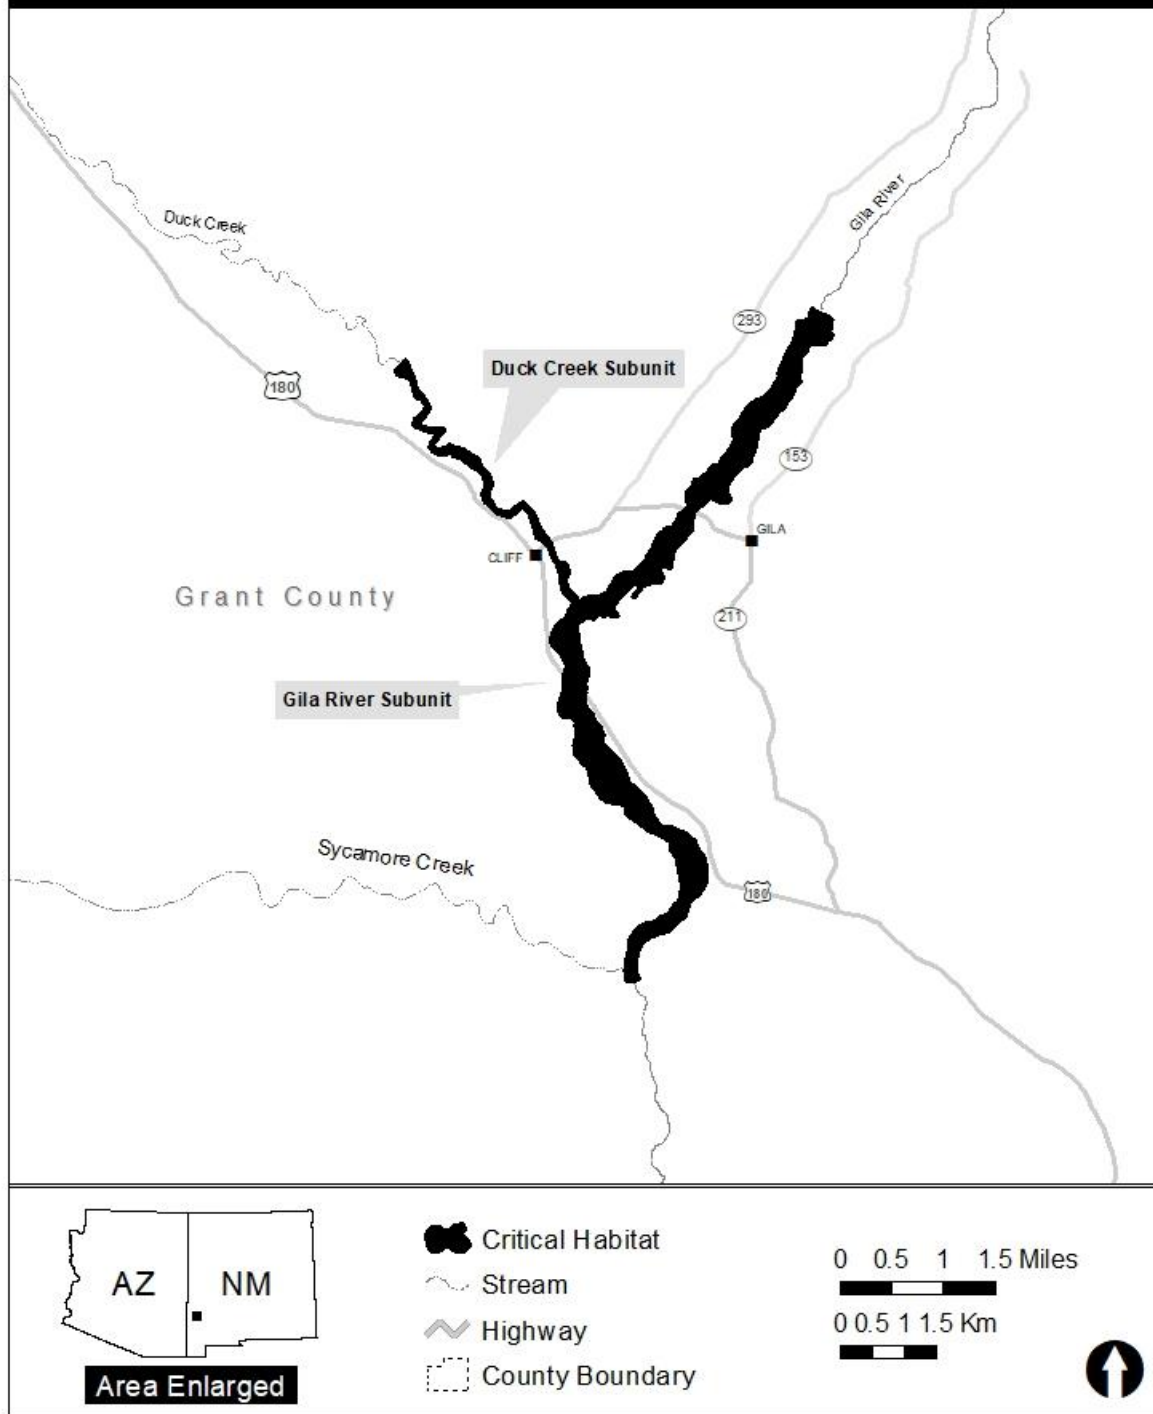 Gila River
Duck Creek
293
Duck Creek Subunit
180
153
GILA
CLIFF
Grant County
211
Gila River Subunit
Sycamore Creek
180
AZ
NM
Area Enlarged
Critical Habitat
Stream
Highway
County Boundary
0 0.5 1 1.5 Miles
0 0.5 1 1.5 Km